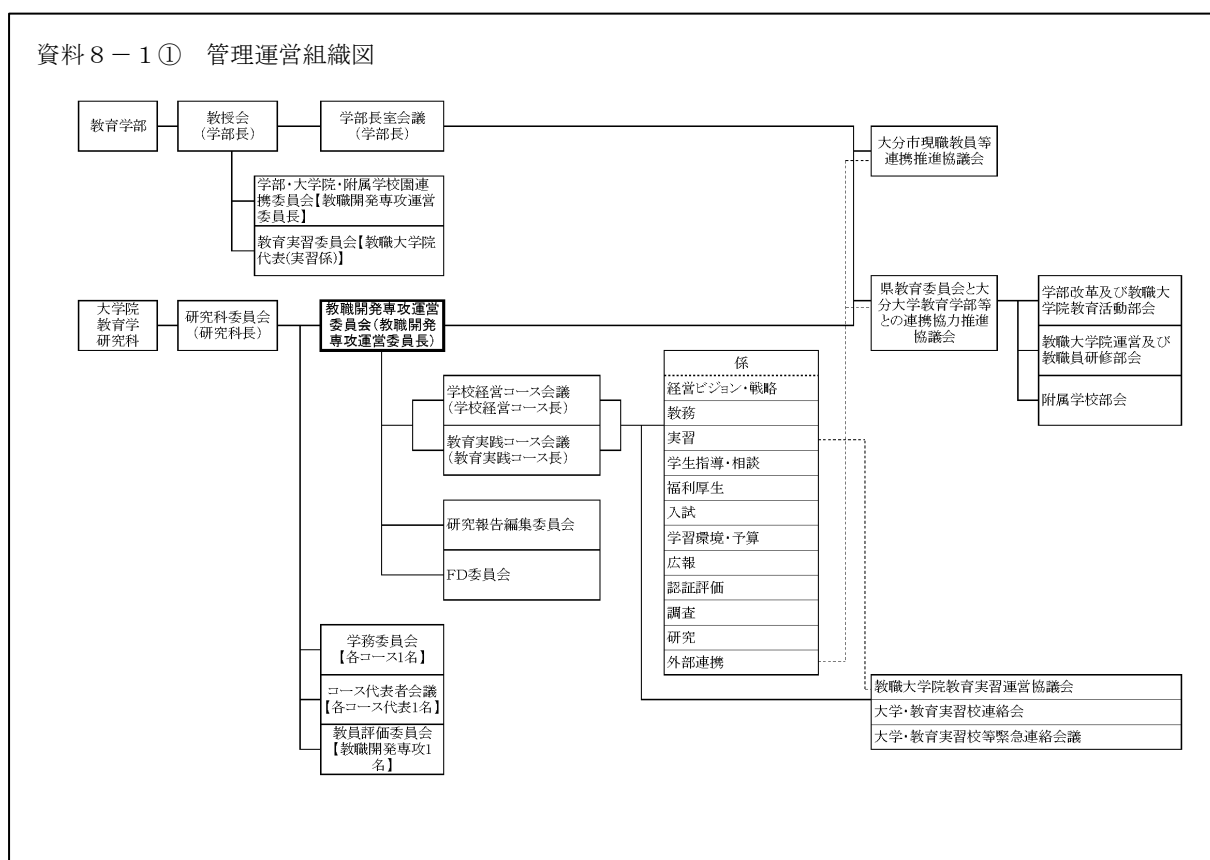 資料8-1① 管理運営組織図
教育学部
教授会
(学部長)
学部長室会議
(学部長)
大分市現職教員等
連携推進協議会
学部・大学院・附属学校園連
携委員会【教職開発専攻運営
委員長】
教育実習委員会【教職大学院
代表(実習係)】
大学院
教育学
研究科
研究科委員会
(研究科長)
教職開発専攻運営
委員会(教職開発
専攻運営委員長)
県教育委員会と大
分大学教育学部等
との連携協力推進
協議会
学部改革及び教職大
学院教育活動部会
教職大学院運営及び
教職員研修部会
附属学校部会
学校経営コース会議
(学校経営コース長)
教育実践コース会議
(教育実践コース長)
研究報告編集委員会
FD委員会
係
経営ビジョン・戦略
教務
実習
学生指導・相談
福利厚生
入試
学習環境・予算
広報
認証評価
調査
研究
外部連携
学務委員会
【各コース1名】
コース代表者会議
【各コース代表1名】
教員評価委員会
【教職開発専攻1
名】
教職大学院教育実習運営協議会
大学・教育実習校連絡会
大学・教育実習校等緊急連絡会議